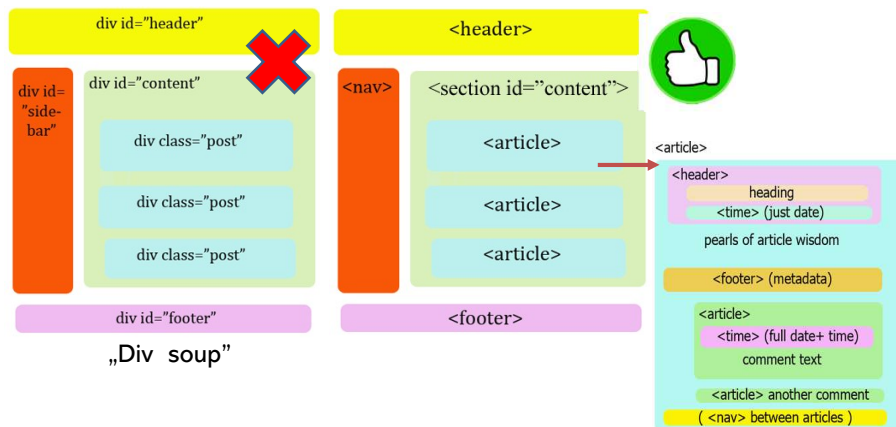 div id=”header”
div id=
”side-
bar”
div id=”content”
div class=”post”
div class=”post”
div class=”post”
div id=”footer”
„Div soup”
<header>
<nav>
<section id=”content”>
<article>
<article>
<article>
<footer>
<article>
<header>
heading
<time> (just date)
pearls of article wisdom
<footer> (metadata)
<article>
<time> (full date+ time)
comment text
<article> another comment
( <nav> between articles )